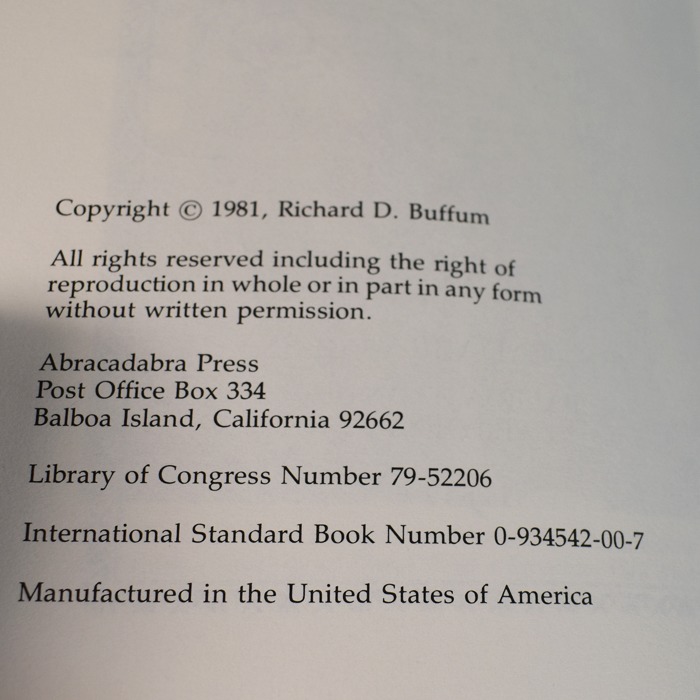 Copyright © 1981, Richard D. Buffum
All rights reserved including the right of
reproduction in whole or in part in any form
without written permission.
Abracadabra Press
Post Office Box 334
Balboa Island, California 92662
Library of Congress Number 79-52206
International Standard Book Number 0-934542-00-7
Manufactured in the United States of America